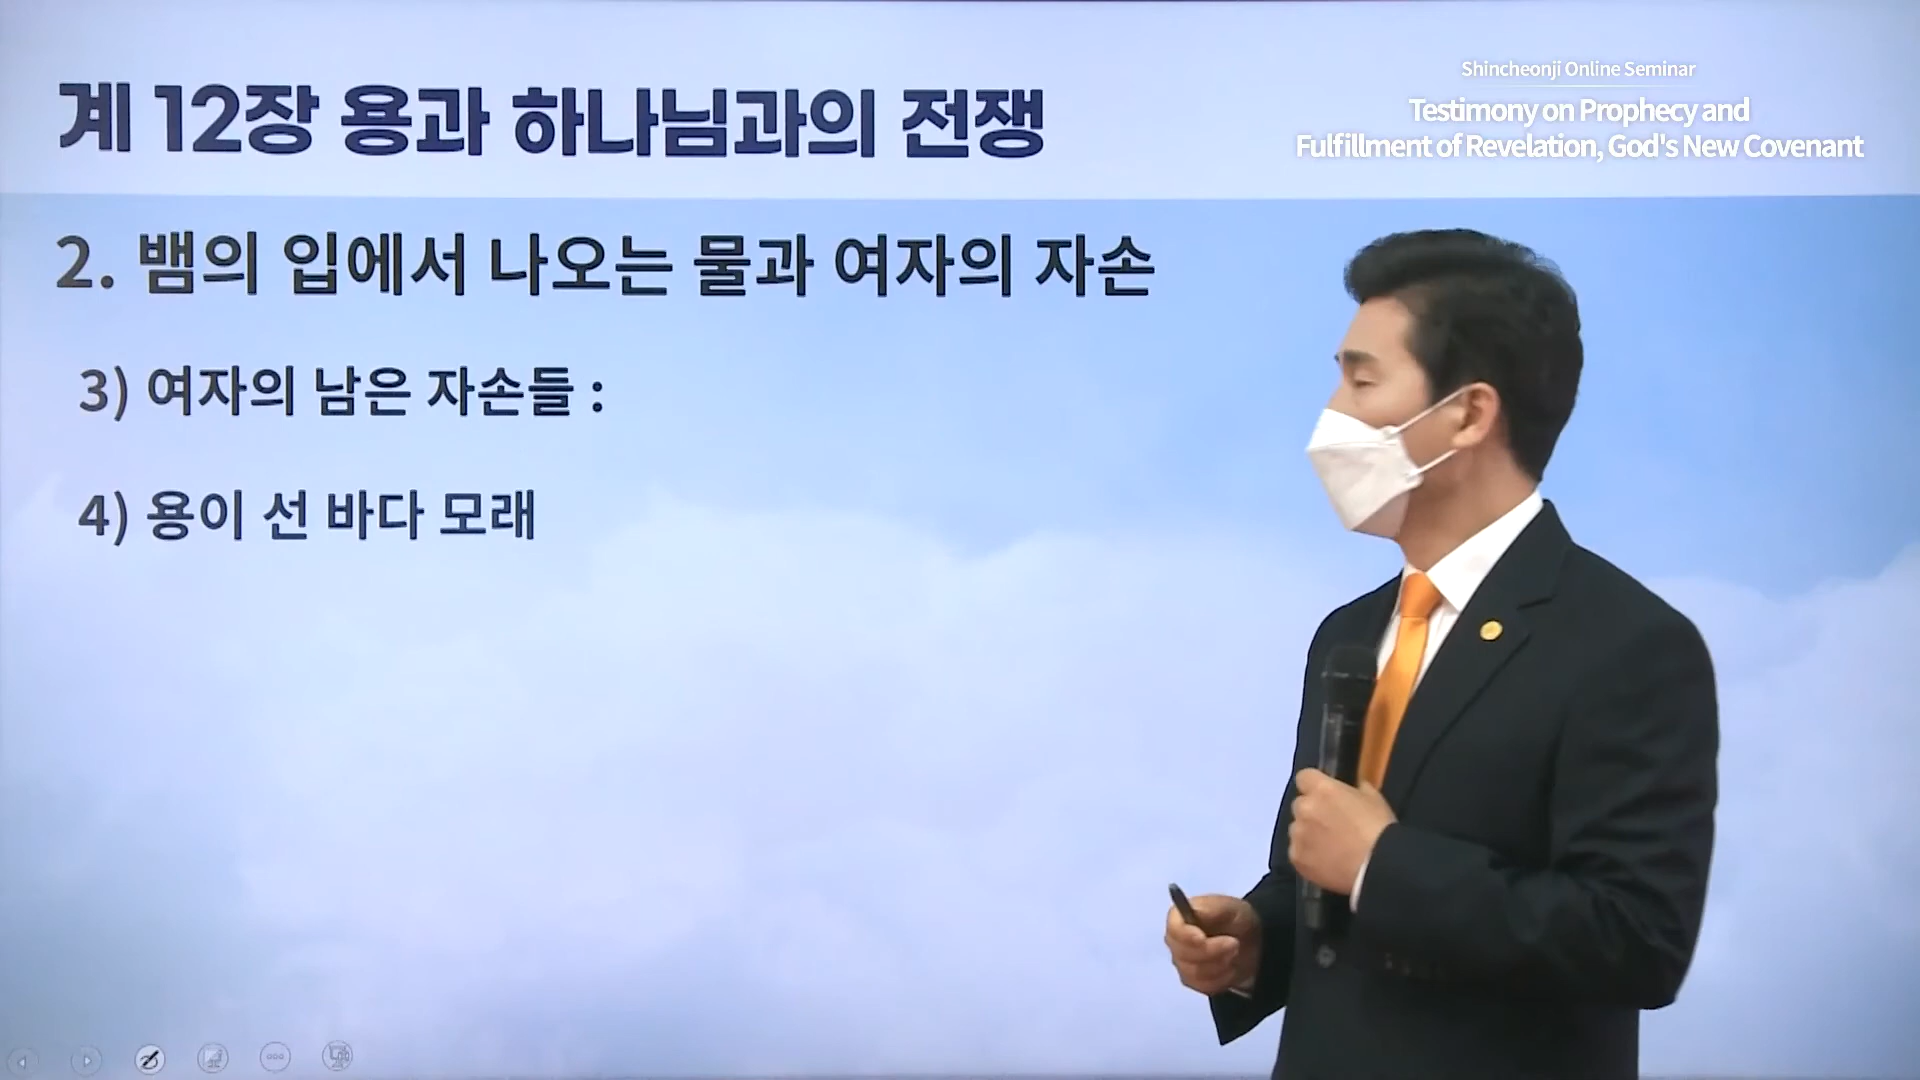 계 12장 용과 하나님과의 전쟁
Shincheonji Online Seminar
Testimony on Prophecy and
Fulfillment of Revelation, God's New Covenant
2. 뱀의 입에서 나오는 물과 여자의 자손
3) 여자의 남은 자손들 :
4) 용이 선 바다 모래